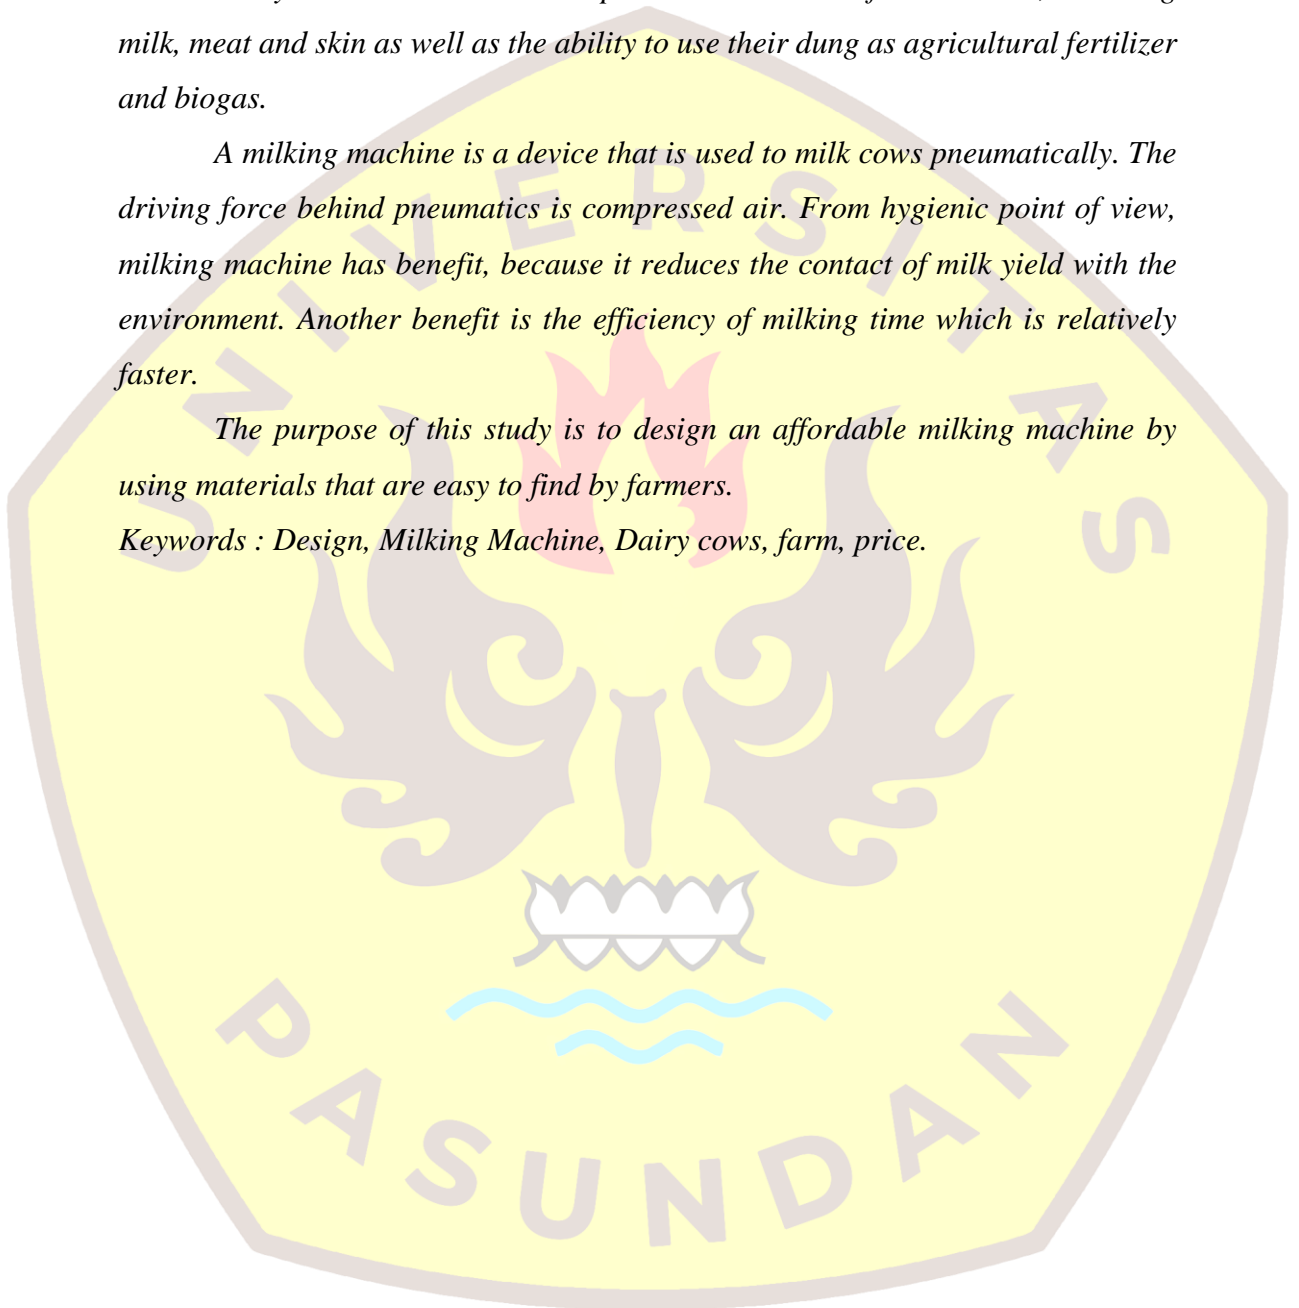 milk, meat and skin as well as the ability to use their dung as agricultural fertilizer
and biogas.
A milking machine is a device that is used to milk cows pneumatically. The
driving force behind pneumatics is compressed air. From hygienic point of view,
milking machine has benefit, because it reduces the contact of milk yield with the
environment. Another benefit is the efficiency of milking time which is relatively
faster.
The purpose of this study is to design an affordable milking machine by
using materials that are easy to find by farmers.
Keywords : Design, Milking Machine, Dairy cows, farm, price.
UNIVERSITAS
PASUNDAN